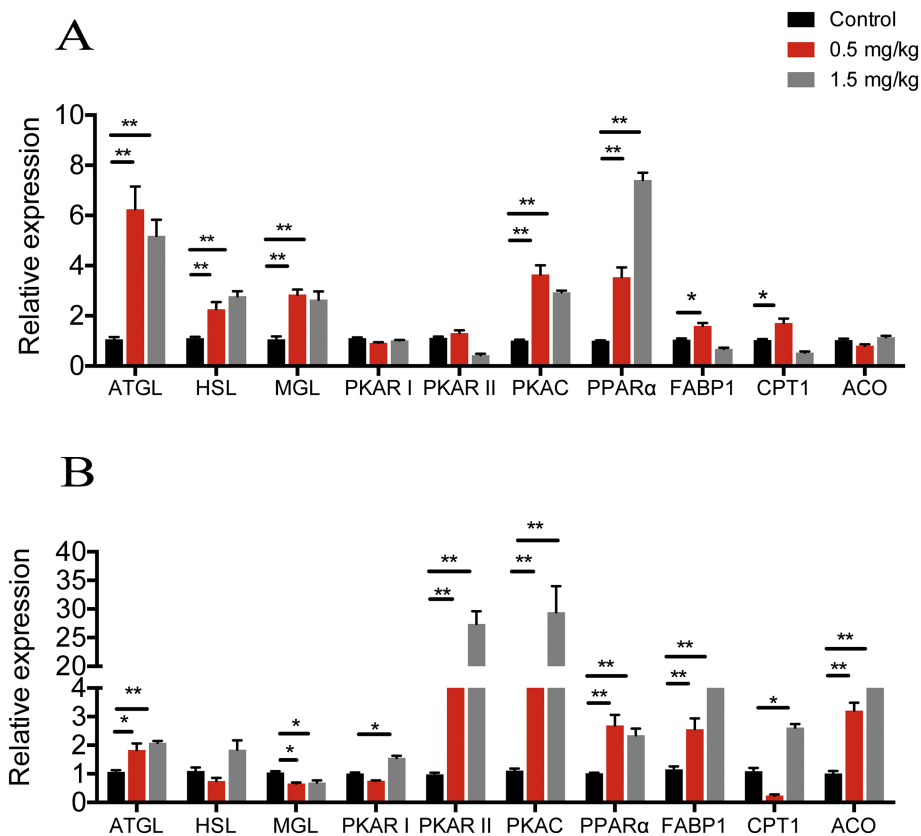 A
Control
0.5 mg/kg
1.5 mg/kg
Relative expression
10
8
6
4
2
0
** ** ** ** ** ** ** ** ** ** * *
ATGL HSL MGL PKAR I PKAR II PKAC PPARα FABP1 CPT1 ACO
B
Relative expression
40
35
30
25
20
4
3
2
1
0
* ** * * * ** ** ** ** ** ** ** ** * ** **
ATGL HSL MGL PKAR I PKAR II PKAC PPARα FABP1 CPT1 ACO